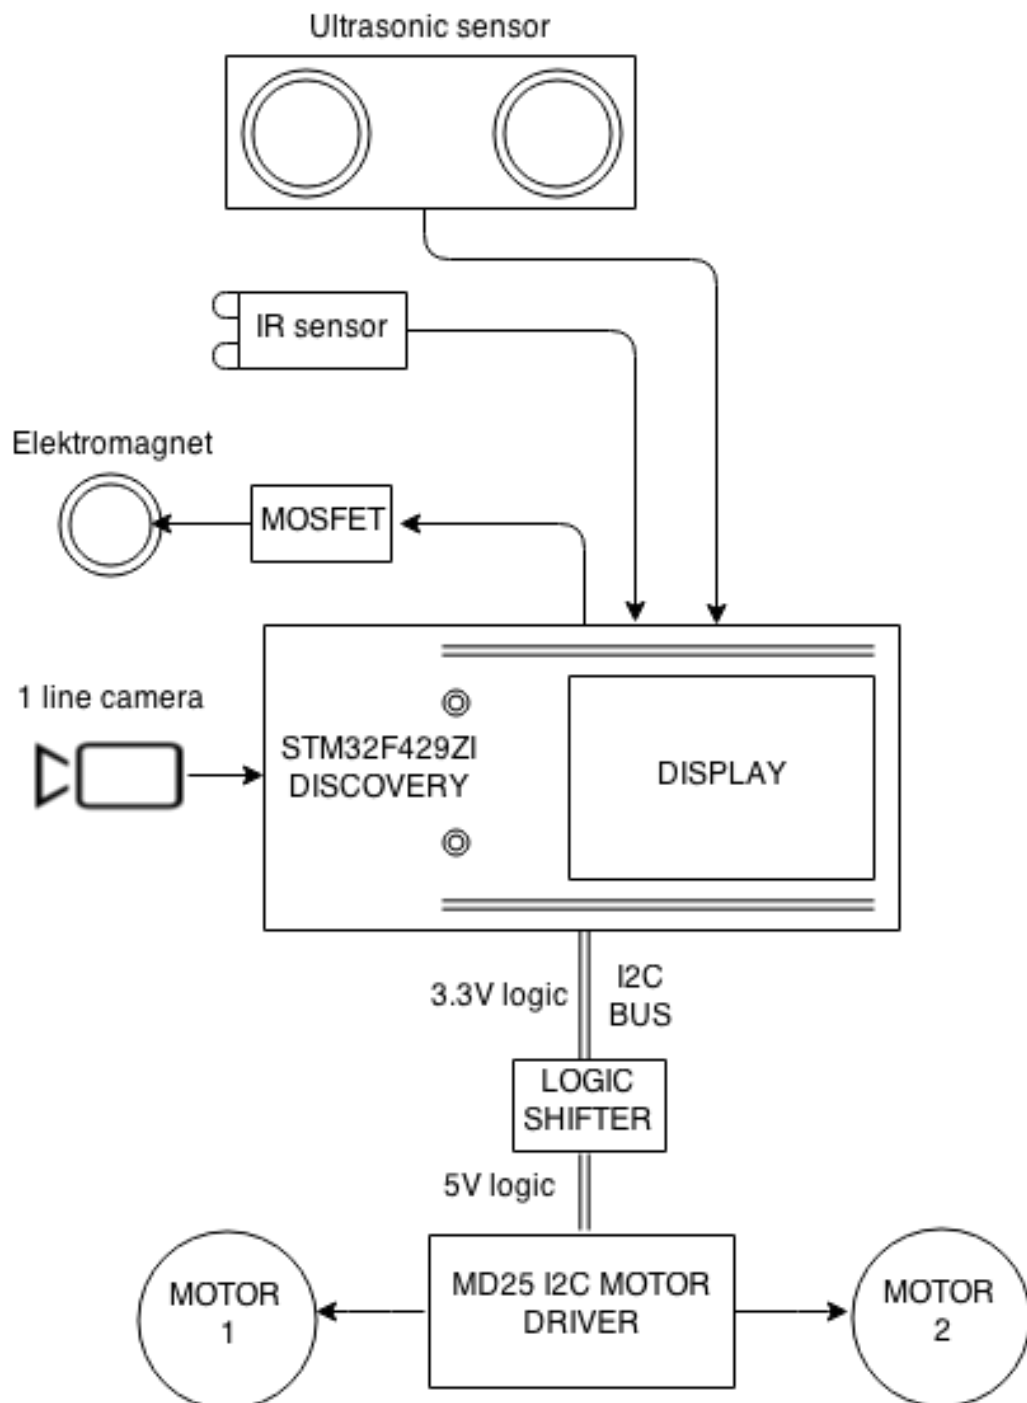 Ultrasonic sensor
IR sensor
Elektromagnet
MOSFET
1 line camera
STM32F429ZI
DISCOVERY
DISPLAY
3.3V logic
I2C
BUS
LOGIC
SHIFTER
5V logic
MOTOR
1
MD25 I2C MOTOR
DRIVER
MOTOR
2